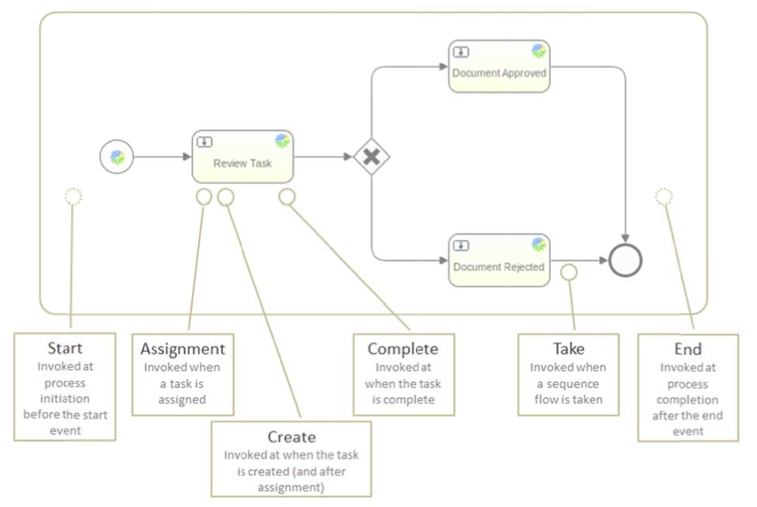 Document Approved
Review Task
Document Rejected
Start
Invoked at
process
initiation
before the start
event
Assignment
Invoked when
a task is
assigned
Create
Invoked at when the task
is created (and after
assignment)
Complete
Invoked at
when the task
is complete
Take
Invoked when
a sequence
flow is taken
End
Invoked at
process
completion
after the end
event